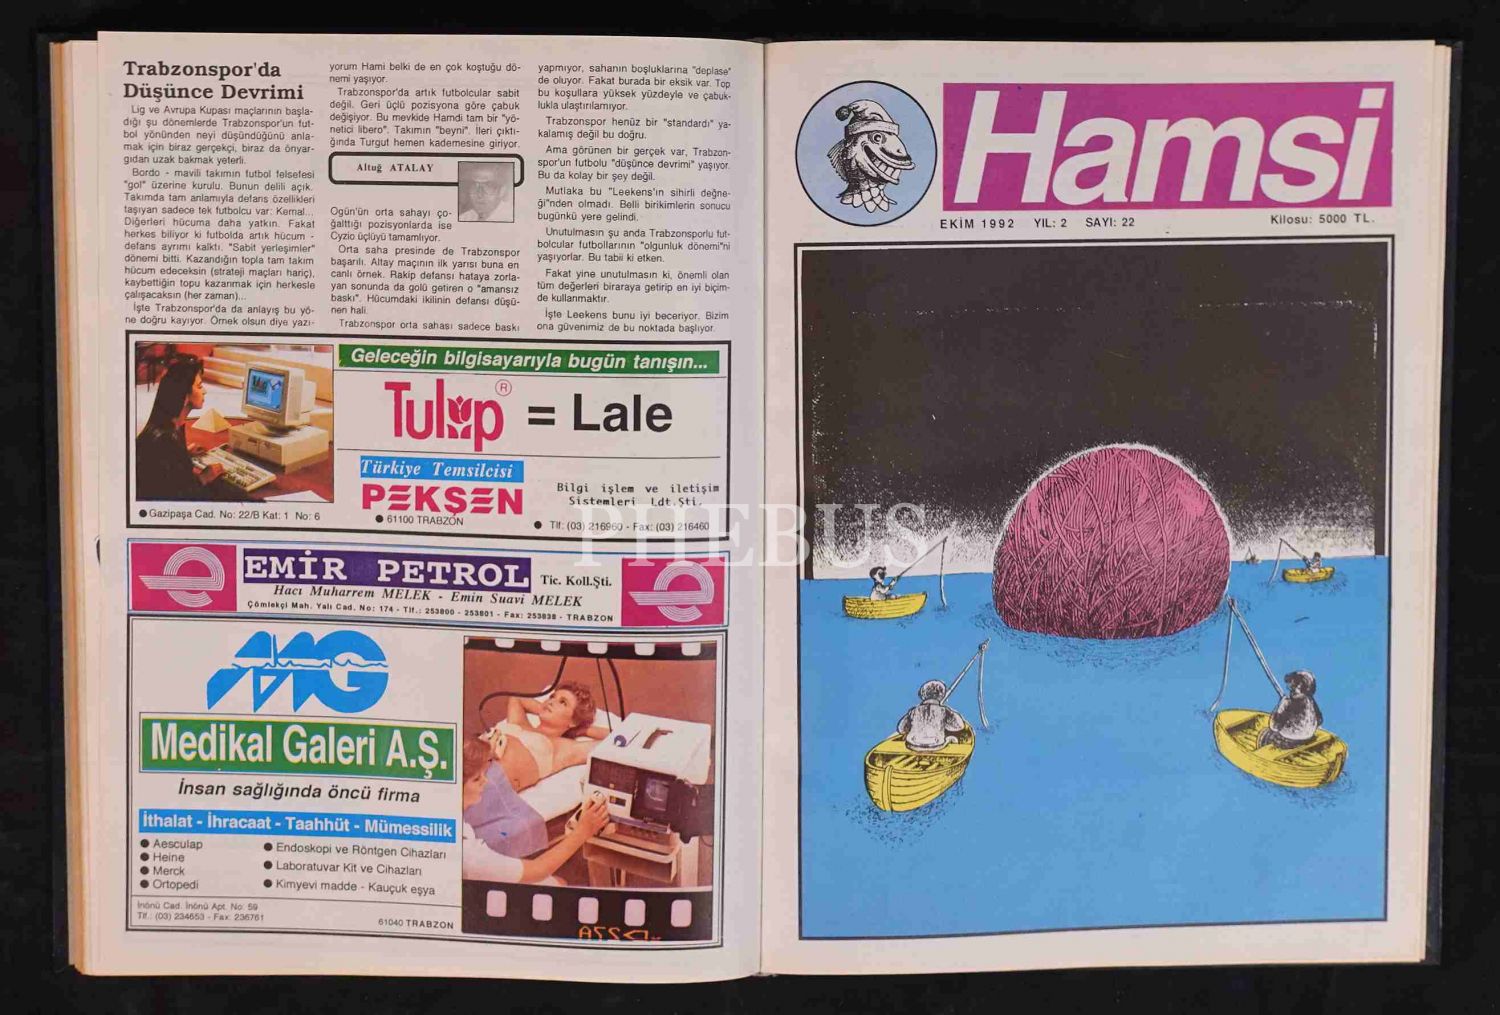 Trabzonspor'da
Düşünce Devrimi
Lig ve Avrupa Kupası maçlarının başla-
dığı şu dönemlerde Trabzonspor'un fut-
bol yönünden neyi düşündüğünü anla-
mak için biraz gerçekçi, biraz da önyar-
gıdan uzak bakmak yeterli.
Bordo - mavili takımın futbol felsefesi
"gol" üzerine kurulu. Bunun delili açık.
Takımda tam anlamıyla defans özellikleri
taşıyan sadece tek futbolcu var: Kemal...
Diğerleri hücuma daha yatkın. Fakat
herkes biliyor ki futbolda artık hücum -
defans ayrımı kalktı. "Sabit yerleşimler"
dönemi bitti. Kazandığın topla tam takım
hücum edeceksin (strateji maçları hariç),
kaybettiğin topu kazanmak için herkesle
çalışacaksın (her zaman)...
İşte Trabzonspor'da da anlayış bu yö-
ne doğru kayıyor. Örnek olsun diye yazı-
yorum Hami belki de en çok koştuğu dö-
nemi yaşıyor.
Trabzonspor'da artık futbolcular sabit
değil. Geri üçlü pozisyona göre çabuk
değişiyor. Bu mevkide Hamdi tam bir "yö-
netici libero". Takımın "beyni". İleri çıktı-
ğında Turgut hemen kademesine giriyor.
Altuğ ATALAY
Ogün'ün orta sahayı ço-
ğalttığı pozisyonlarda ise
Cyzio üçlüyü tamamlıyor.
Orta saha presinde de Trabzonspor
başarılı. Altay maçının ilk yarısı buna en
canlı örnek. Rakip defansı hataya zorla-
yan sonunda da golü getiren o "amansız
baskı". Hücumdaki ikilinin defansı düşü-
nen hali.
Trabzonspor orta sahası sadece baskı
yapmıyor, sahanın boşluklarına "deplase"
de oluyor. Fakat burada bir eksik var. Top
bu koşullara yüksek yüzdeyle ve çabuk-
lukla ulaştırılamıyor.
Trabzonspor henüz bir "standardı" ya-
kalamış değil bu doğru.
Ama görünen bir gerçek var, Trabzon-
spor'un futbolu "düşünce devrimi" yaşıyor.
Bu da kolay bir şey değil.
Mutlaka bu "Leekens'ın sihirli değne-
ği"nden olmadı. Belli birikimlerin sonucu
bugünkü yere gelindi.
Unutulmasın şu anda Trabzonsporlu fut-
bolcular futbollarının "olgunluk dönemi"ni
yaşıyorlar. Bu tabii ki etken.
Fakat yine unutulmasın ki, önemli olan
tüm değerleri biraraya getirip en iyi biçim-
de kullanmaktır.
İşte Leekens bunu iyi beceriyor. Bizim
ona güvenimiz de bu noktada başlıyor.
Geleceğin bilgisayarıyla bugün tanışın...
Tulip ® = Lale
Türkiye Temsilcisi
PEKŞEN
Bilgi işlem ve iletişim
Sistemleri Ltd.Şti.
● Gazipaşa Cad. No: 22/B Kat: 1 No: 6
● 61100 TRABZON
● Tlf: (03) 216960 - Fax: (03) 216460
EMİR PETROL Tic. Koll.Şti.
Hacı Muharrem MELEK - Emin Suavi MELEK
Çömlekçi Mah. Yalı Cad. No: 174 - Tlf.: 253800 - 253801 - Fax: 253838 - TRABZON
MG
Medikal Galeri A.Ş.
İnsan sağlığında öncü firma
İthalat - İhracaat - Taahhüt - Mümessilik
● Aesculap
● Heine
● Merck
● Ortopedi
● Endoskopi ve Röntgen Cihazları
● Laboratuvar Kit ve Cihazları
● Kimyevi madde - Kauçuk eşya
İnönü Cad. İnönü Apt. No: 59
Tlf.: (03) 234653 - Fax: 236761
61040 TRABZON
Hamsi
EKİM 1992 YIL: 2 SAYI: 22
Kilosu: 5000 TL.
PHEBUS